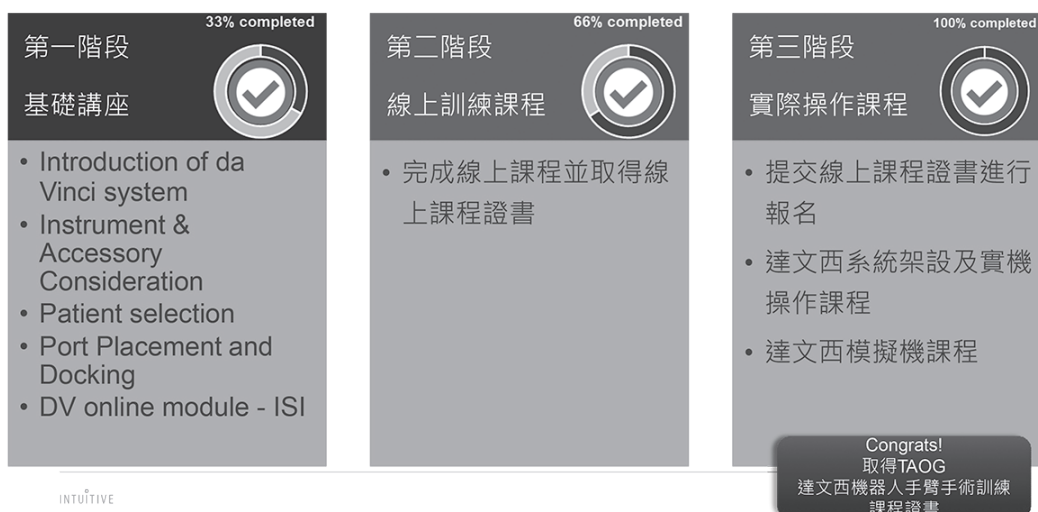 33% completed
第一階段
基礎講座
• Introduction of da
Vinci system
• Instrument &
Accessory
Consideration
• Patient selection
• Port Placement and
Docking
• DV online module - ISI
66% completed
第二階段
線上訓練課程
• 完成線上課程並取得線
上課程證書
100% completed
第三階段
實際操作課程
• 提交線上課程證書進行
報名
• 達文西系統架設及實機
操作課程
• 達文西模擬機課程
Congrats!
取得TAOG
達文西機器人手臂手術訓練
課程證書
INTUITIVE